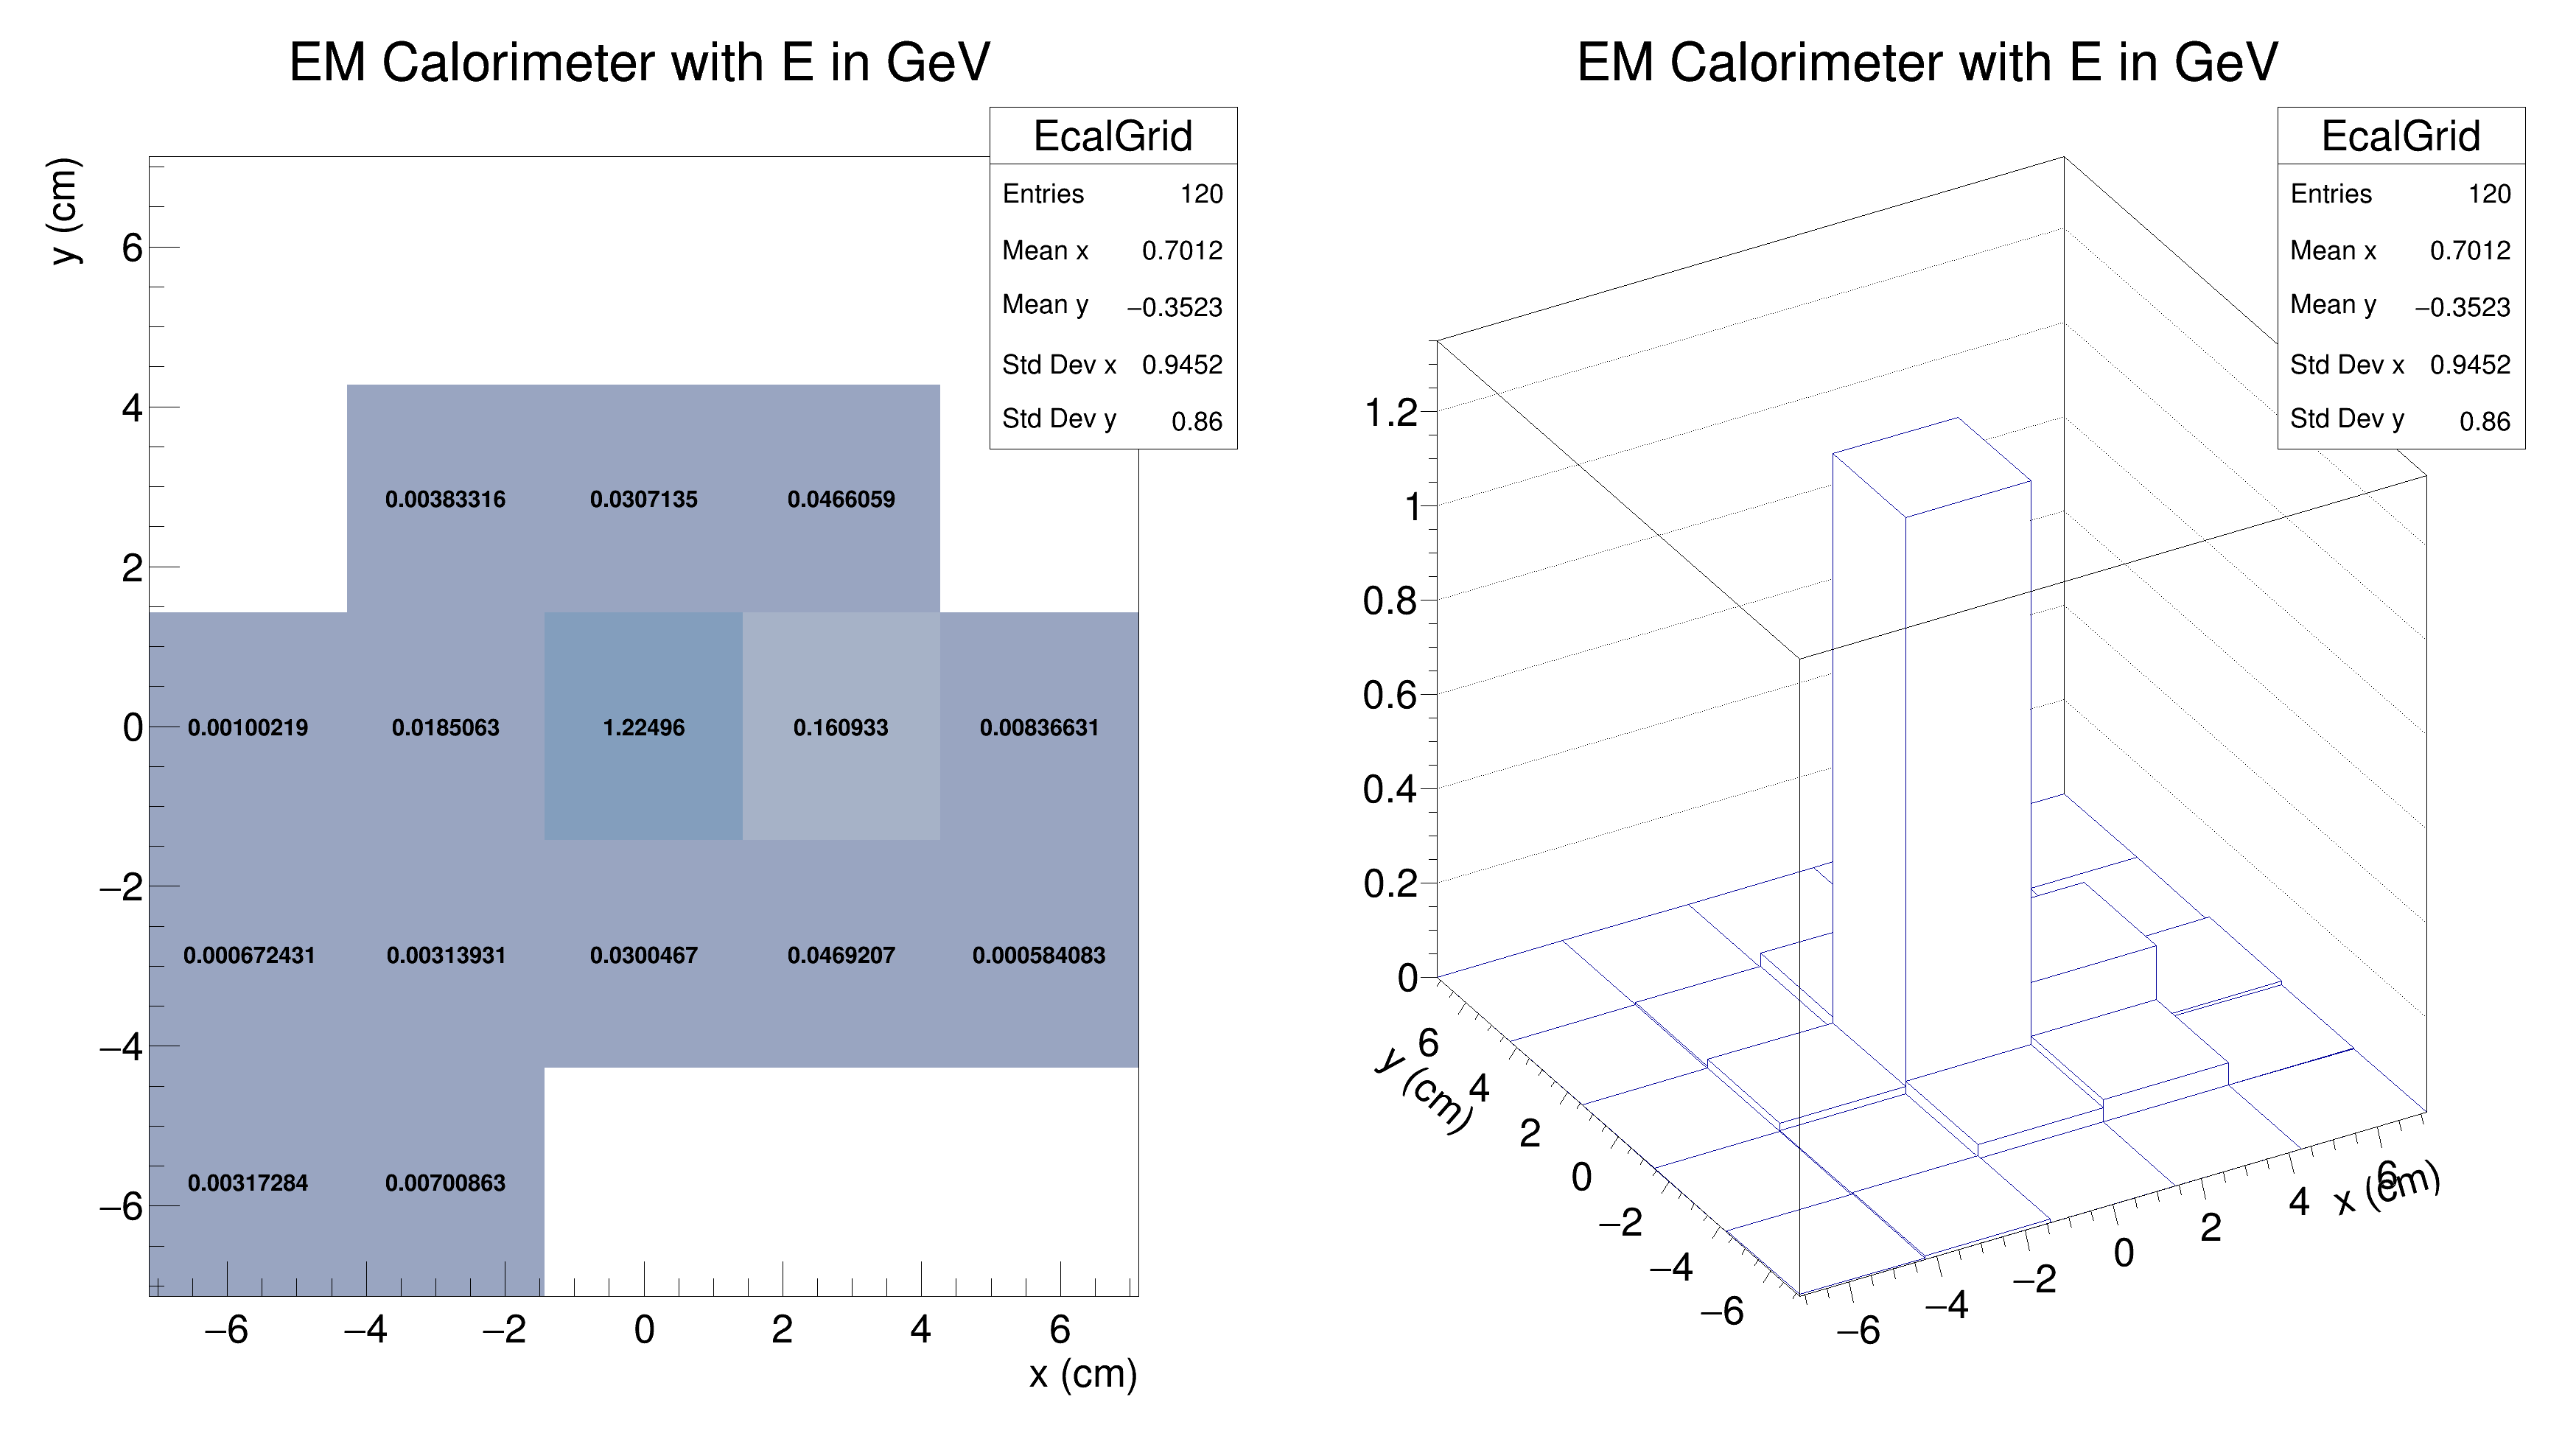 EM Calorimeter with E in GeV
EcalGrid
Entries 120
Mean x 0.7012
Mean y −0.3523
Std Dev x 0.9452
Std Dev y 0.86
y (cm)
6
4
2
0
−2
−4
−6
0.00383316 0.0307135 0.0466059
0.00100219 0.0185063 1.22496 0.160933 0.00836631
0.000672431 0.00313931 0.0300467 0.0469207 0.000584083
0.00317284 0.00700863
−6 −4 −2 0 2 4 6
x (cm)
EM Calorimeter with E in GeV
EcalGrid
Entries 120
Mean x 0.7012
Mean y −0.3523
Std Dev x 0.9452
Std Dev y 0.86
1.2
1
0.8
0.6
0.4
0.2
0
y (cm)
6
4
2
0
−2
−4
−6
−6
−4
−2
0
2
4
6
x (cm)